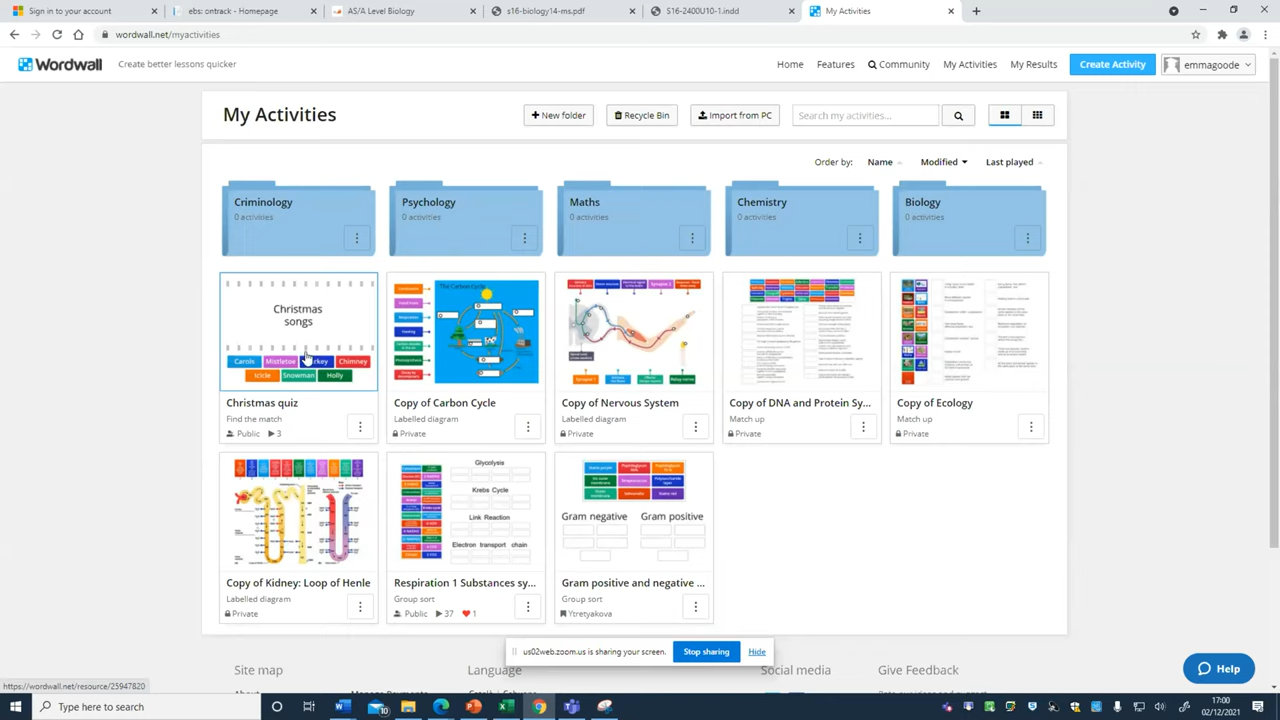 Sign in to your account
ebs: ontrack - Homepage
AS/A Level Biology
s16-biology14-ms.pdf
S16-2400U10-1.indd
My Activities
wordwall.net/myactivities
Wordwall
Create better lessons quicker
Home
Features
Community
My Activities
My Results
Create Activity
emmagoode
My Activities
New folder
Recycle Bin
Import from PC
Search my activities...
Order by:
Name
Modified
Last played
Criminology
0 activities
Psychology
0 activities
Maths
0 activities
Chemistry
0 activities
Biology
0 activities
Christmas
songs
Carols
Mistletoe
Chimney
Icicle
Snowman
Holly
The Carbon Cycle
Christmas quiz
Find the match
Public
3
Copy of Carbon Cycle
Labelled diagram
Private
Copy of Nervous System
Labelled diagram
Private
Copy of DNA and Protein Sy...
Match up
Private
Copy of Ecology
Match up
Private
Glycolysis
Krebs Cycle
Link Reaction
Electron transport chain
Gram negative
Gram positive
Copy of Kidney: Loop of Henle
Labelled diagram
Private
Respiration 1 Substances sy...
Group sort
Public
37
1
Gram positive and negative ...
Group sort
Ytretyakova
us02web.zoom.us is sharing your screen.
Stop sharing
Hide
Site map
Language
Social media
Give Feedback
Help
https://wordwall.net/resource/25947820
Type here to search
10
17:00
02/12/2021